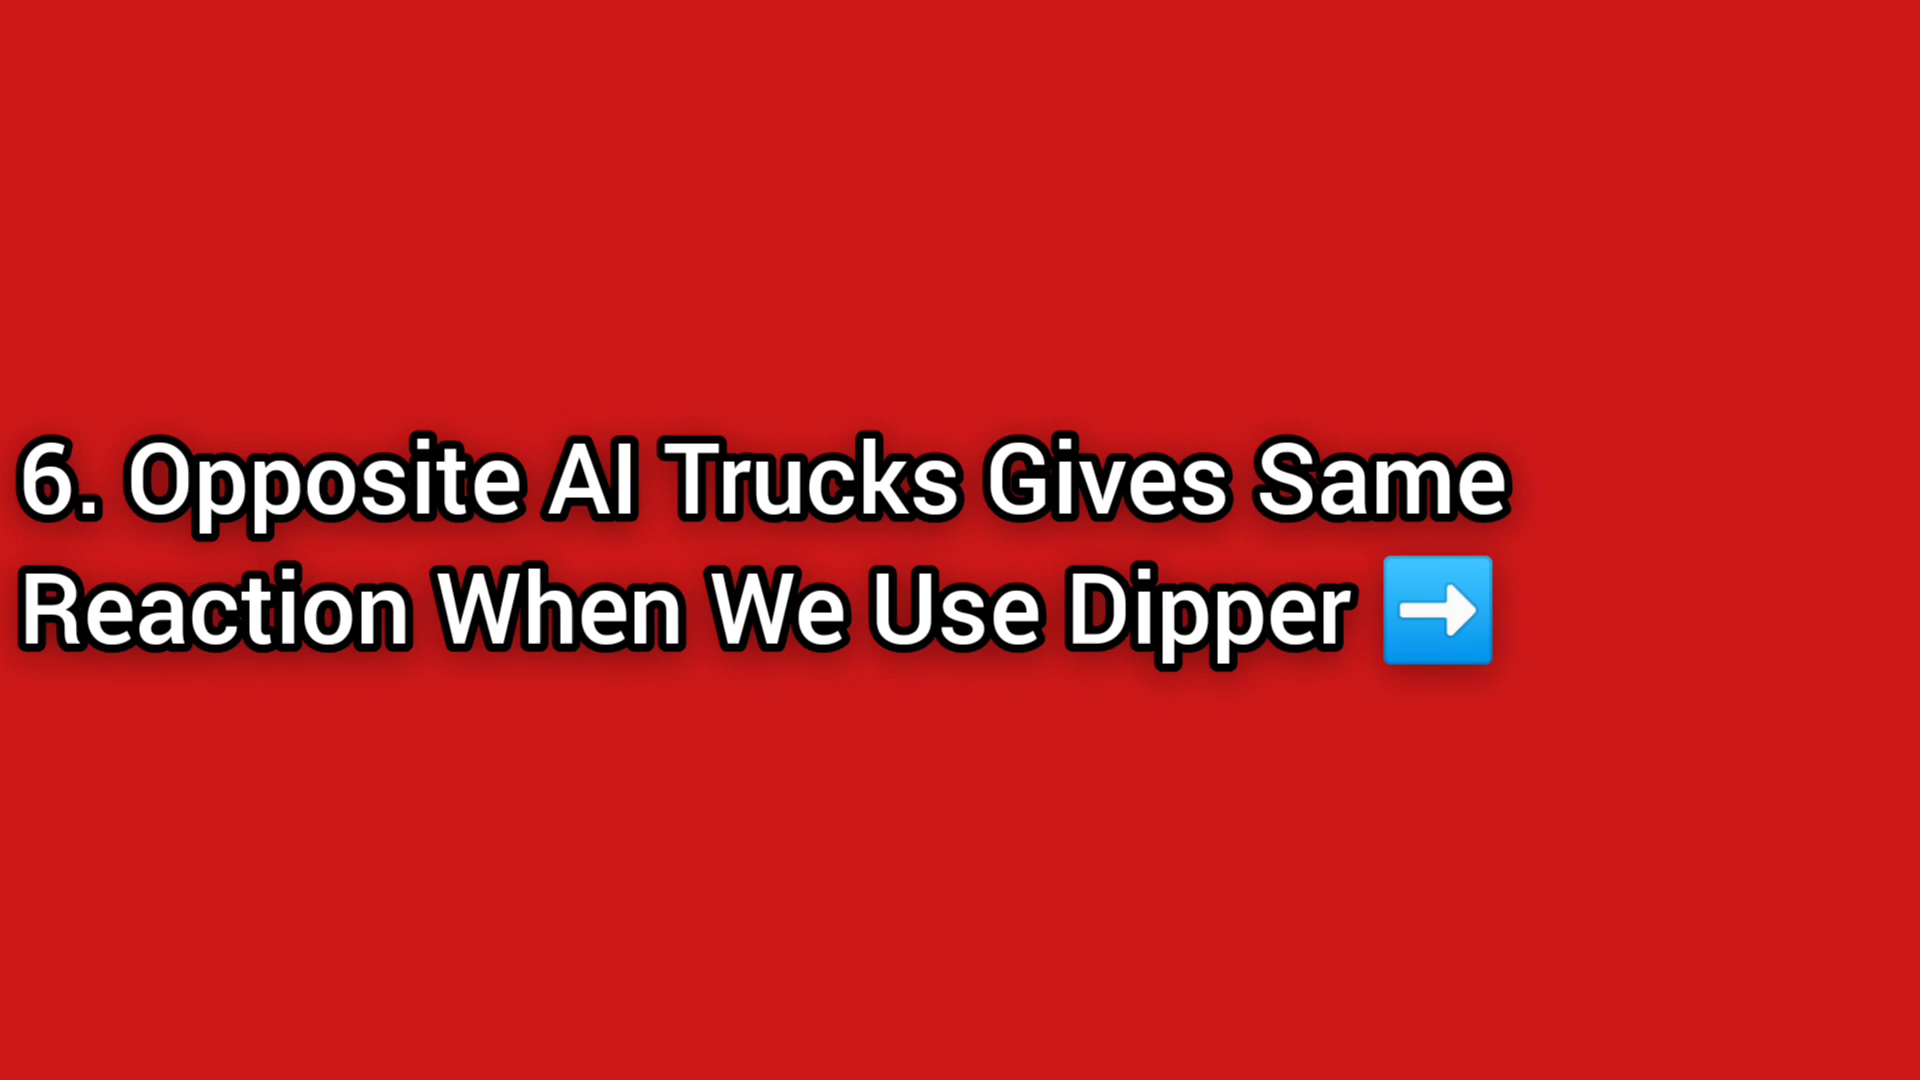 6. Opposite AI Trucks Gives Same
Reaction When We Use Dipper ➡️